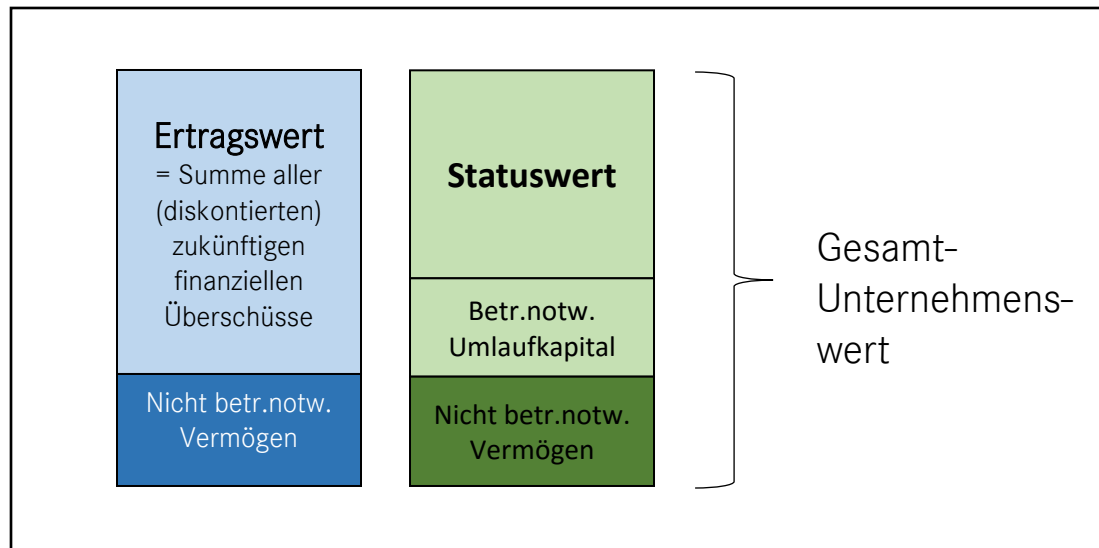 Ertragswert
= Summe aller
(diskontierten)
zukünftigen
finanziellen
Überschüsse
Nicht betr.notw.
Vermögen
Statuswert
Betr.notw.
Umlaufkapital
Nicht betr.notw.
Vermögen
Gesamt-
Unternehmens-
wert